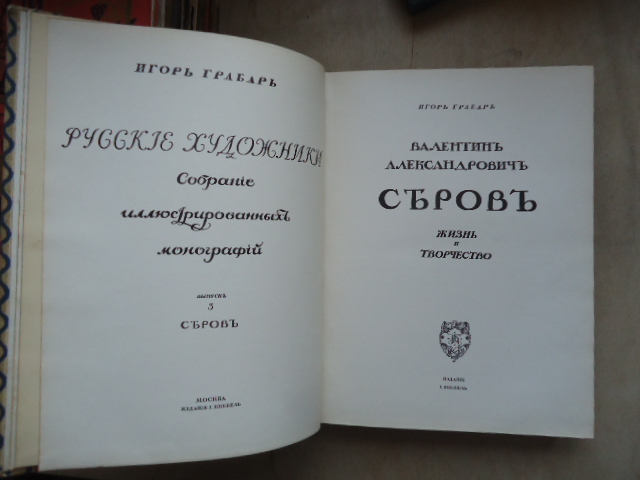 ИГОРЬ ГРАБАРЬ
РУССКІЕ ХУДОЖНИКИ
Собраніе
иллюстрированныхъ
монографій
выпускъ
3
СѢРОВЪ
МОСКВА
ИЗДАНІЕ І. КНЕБЕЛЬ
ИГОРЬ ГРАБАРЬ
ВАЛЕНТИНЪ
АЛЕКСАНДРОВИЧЪ
СѢРОВЪ
ЖИЗНЬ
и
ТВОРЧЕСТВО
ИЗДАНІЕ
І. КНЕБЕЛЬ